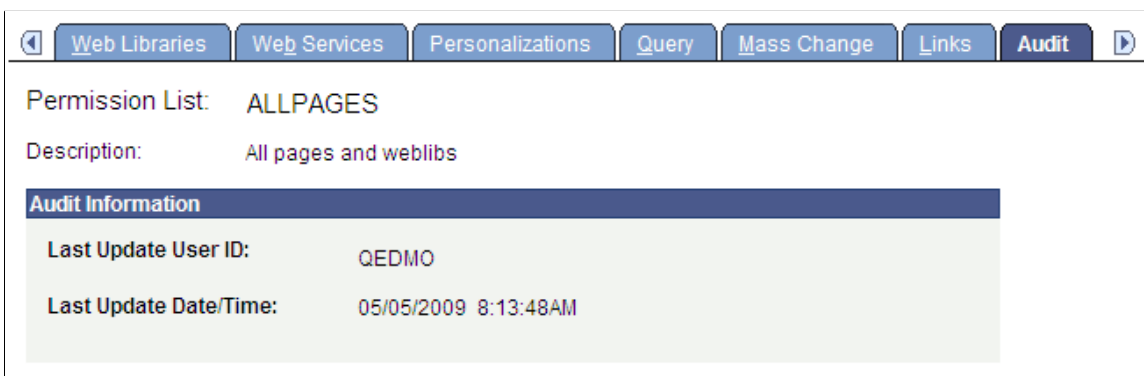 Web Libraries Web Services Personalizations Query Mass Change Links Audit
Permission List: ALLPAGES
Description: All pages and weblibs
Audit Information
Last Update User ID: QEDMO
Last Update Date/Time: 05/05/2009 8:13:48AM